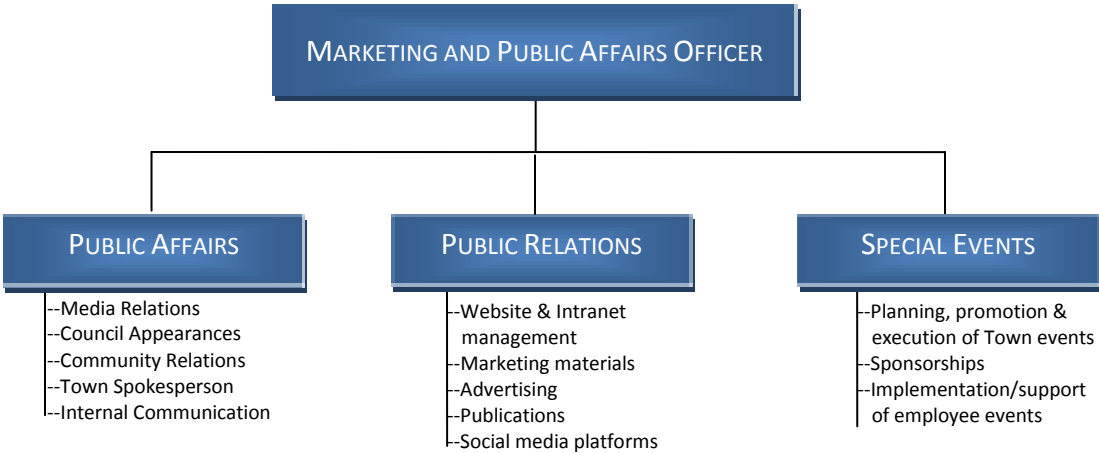 MARKETING AND PUBLIC AFFAIRS OFFICER
PUBLIC AFFAIRS
--Media Relations
--Council Appearances
--Community Relations
--Town Spokesperson
--Internal Communication
PUBLIC RELATIONS
--Website & Intranet
management
--Marketing materials
--Advertising
--Publications
--Social media platforms
SPECIAL EVENTS
--Planning, promotion &
execution of Town events
--Sponsorships
--Implementation/support
of employee events